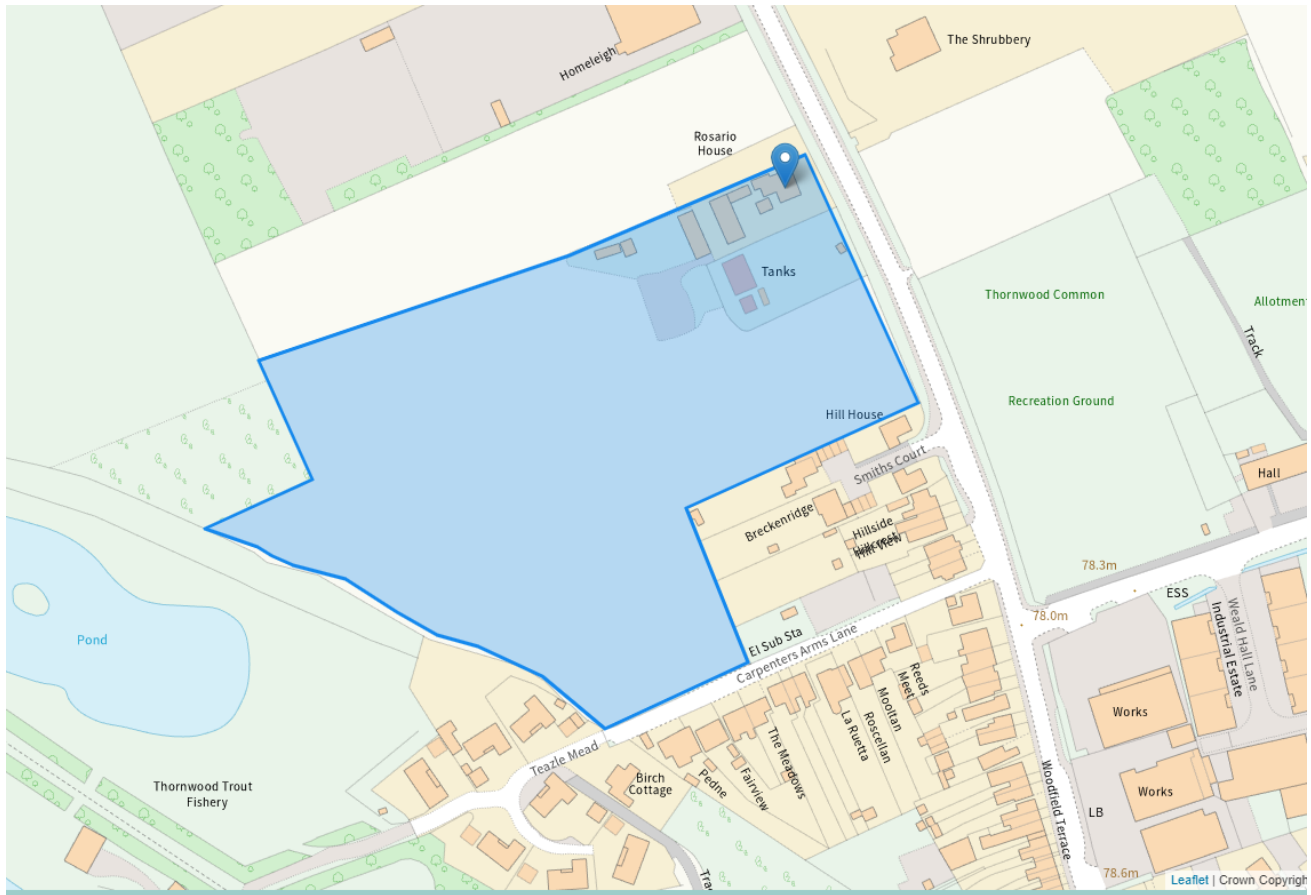 The Shrubbery
Homeleigh
Rosario
House
Tanks
Thornwood Common
Allotment
Track
Recreation Ground
Hill House
Smiths Court
Hall
Breckenridge
Hillside
Hillcrest
Hill View
78.3m
ESS
78.0m
Weald Hall Lane
Industrial Estate
Pond
El Sub Sta
Carpenters Arms Lane
Reeds
Meet
Mooltan
Roscellan
La Ruetta
The Meadows
Fairview
Pedne
Works
Teazle Mead
Birch
Cottage
Thornwood Trout
Fishery
Woodfield Terrace
Works
LB
Trac
78.6m
Leaflet | Crown Copyrigh